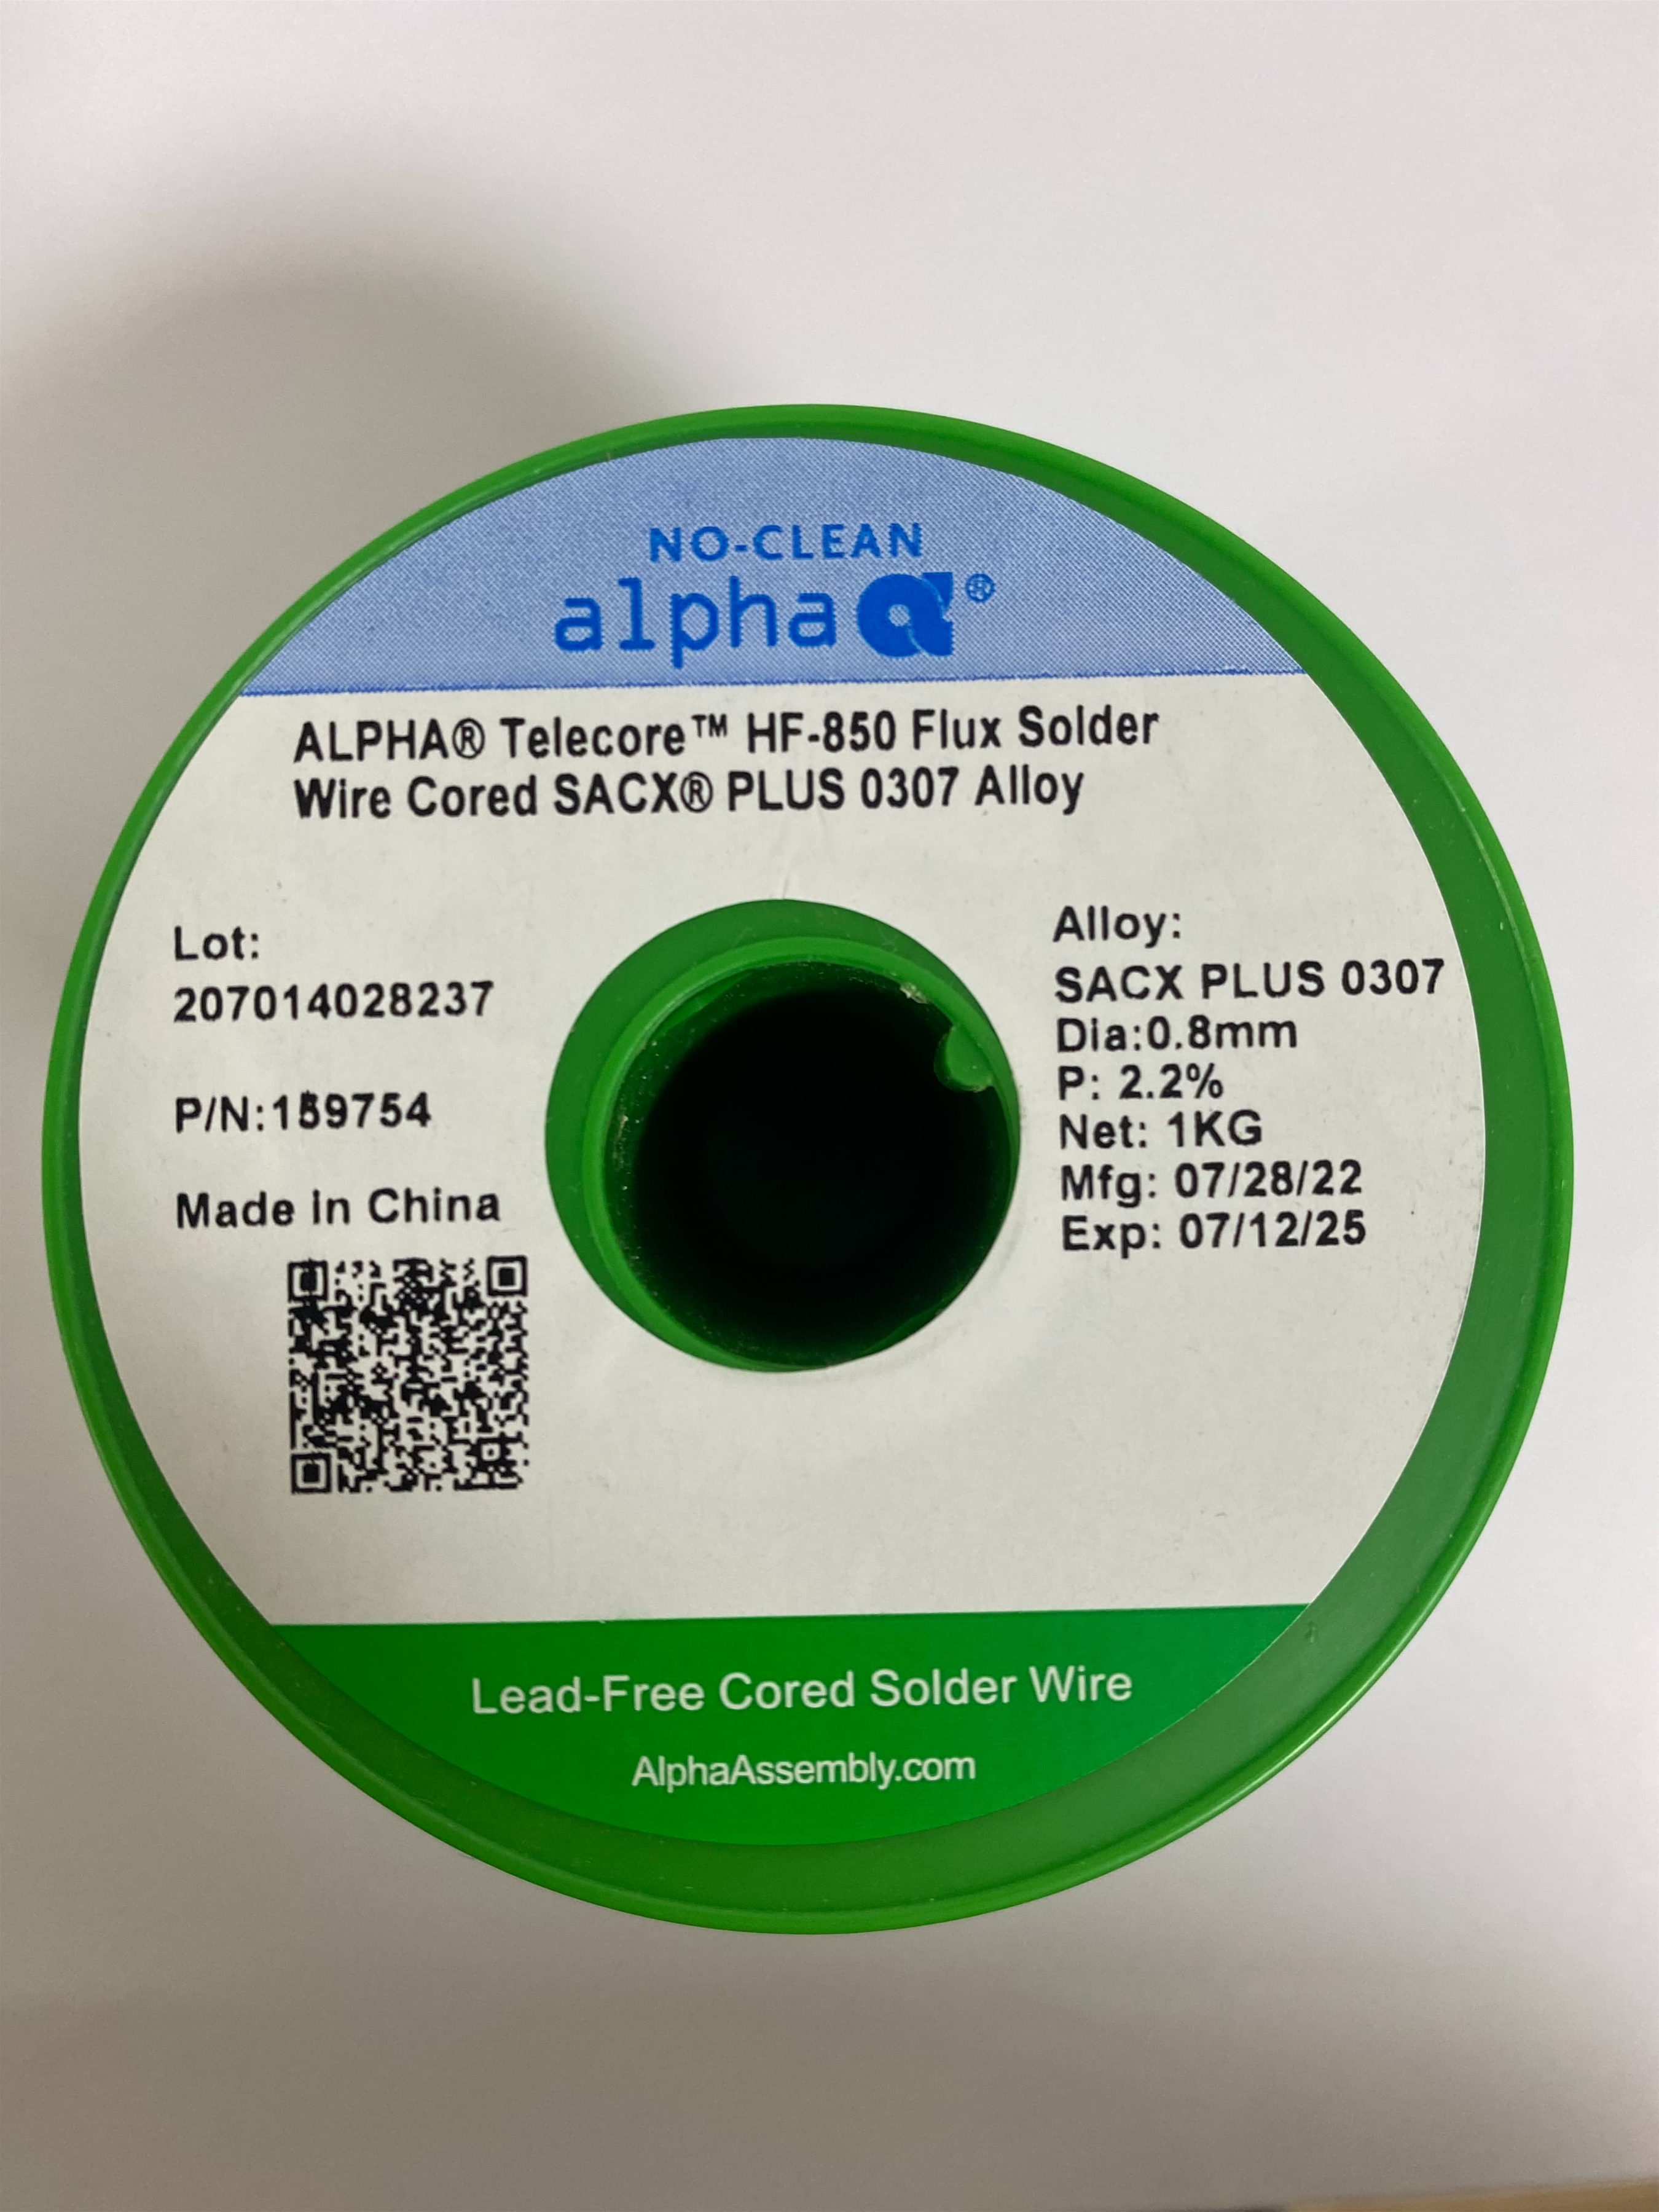 NO-CLEAN
alpha®
ALPHA® Telecore™ HF-850 Flux Solder
Wire Cored SACX® PLUS 0307 Alloy
Lot:
207014028237
P/N:159754
Made in China
Alloy:
SACX PLUS 0307
Dia:0.8mm
P: 2.2%
Net: 1KG
Mfg: 07/28/22
Exp: 07/12/25
Lead-Free Cored Solder Wire
AlphaAssembly.com